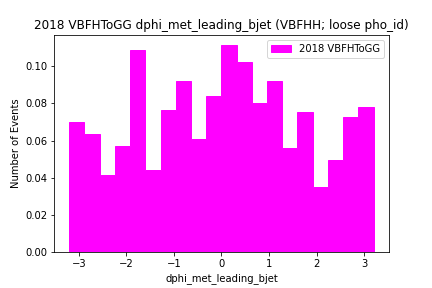 2018 VBFHToGG dphi_met_leading_bjet (VBFHH; loose pho_id)
2018 VBFHToGG
Number of Events
0.10
0.08
0.06
0.04
0.02
0.00
−3 −2 −1 0 1 2 3
dphi_met_leading_bjet